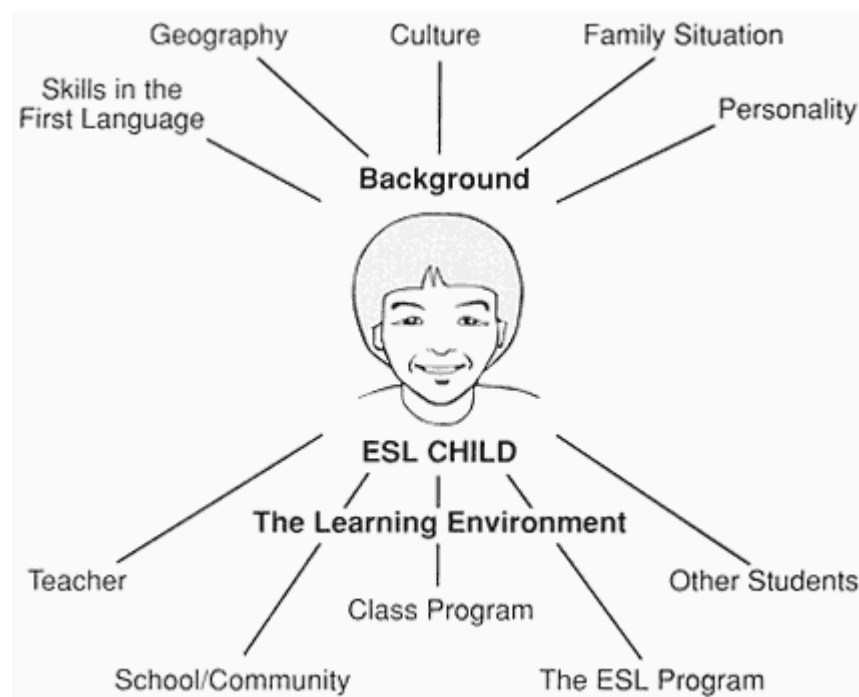 Geography
Culture
Family Situation
Skills in the
First Language
Personality
Background
ESL CHILD
The Learning Environment
Teacher
Class Program
Other Students
School/Community
The ESL Program